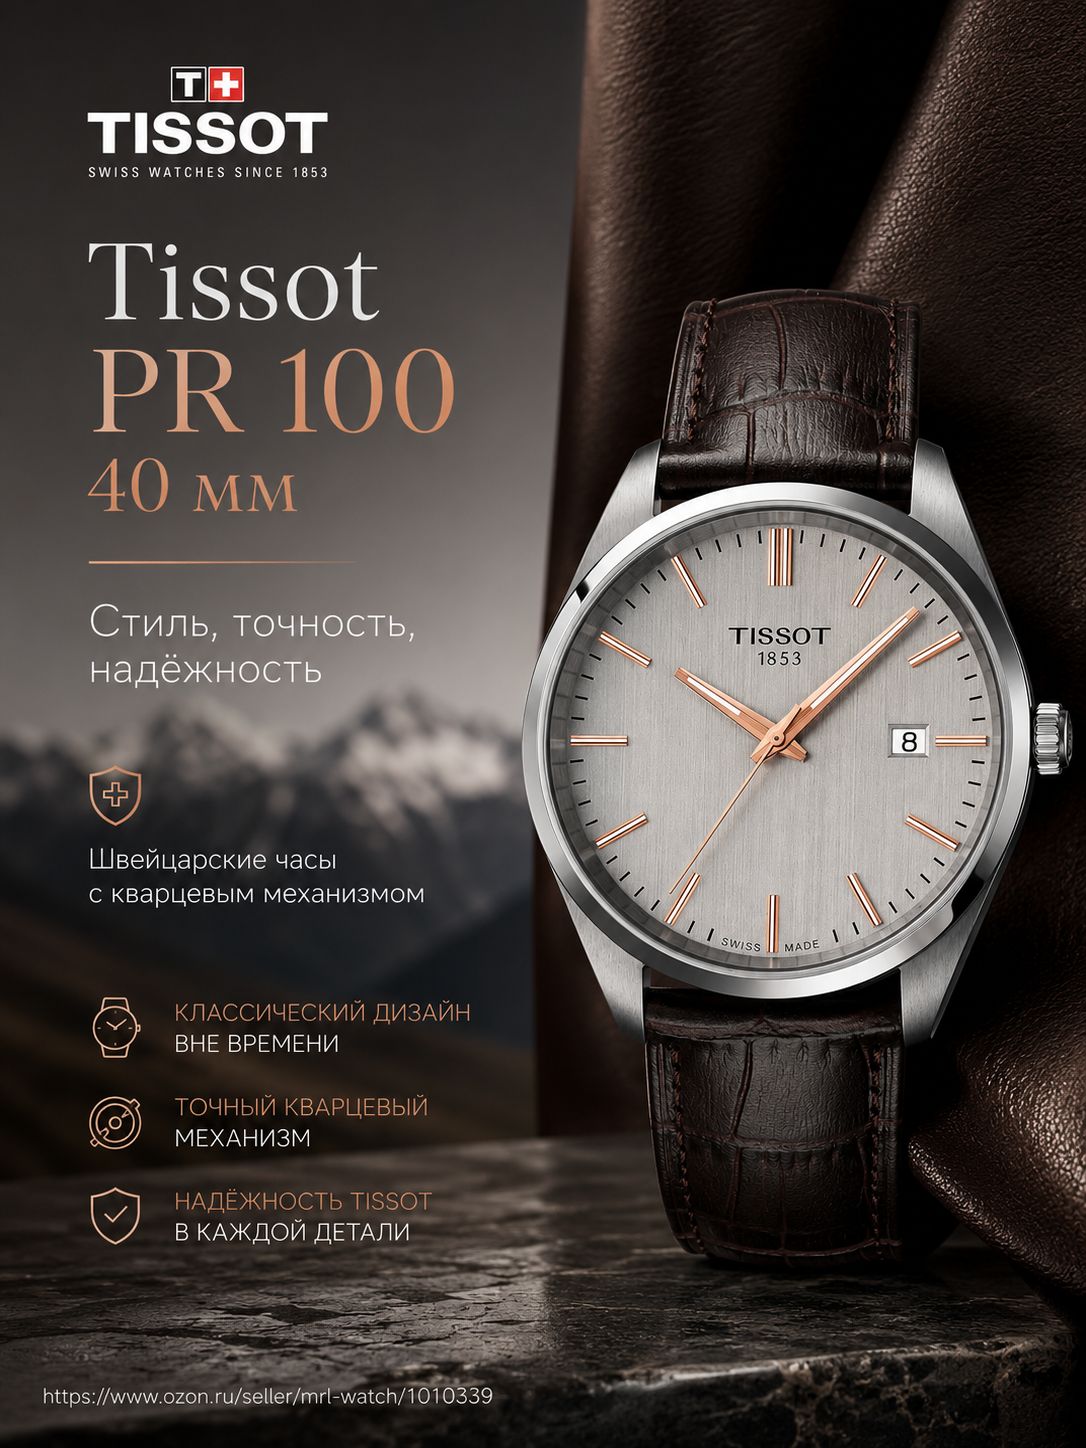 T+
TISSOT
SWISS WATCHES SINCE 1853
Tissot
PR 100
40 мм
Стиль, точность,
надёжность
Швейцарские часы
с кварцевым механизмом
КЛАССИЧЕСКИЙ ДИЗАЙН
ВНЕ ВРЕМЕНИ
ТОЧНЫЙ КВАРЦЕВЫЙ
МЕХАНИЗМ
НАДЁЖНОСТЬ TISSOT
В КАЖДОЙ ДЕТАЛИ
TISSOT
1853
8
SWISS MADE
https://www.ozon.ru/seller/mrl-watch/1010339